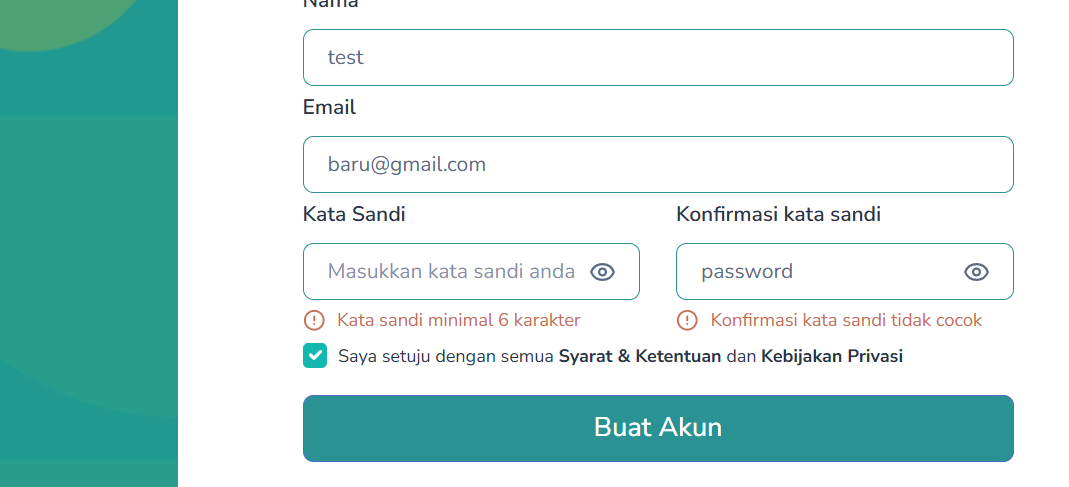 Nama
test
Email
baru@gmail.com
Kata Sandi
Konfirmasi kata sandi
Masukkan kata sandi anda
password
Kata sandi minimal 6 karakter
Konfirmasi kata sandi tidak cocok
Saya setuju dengan semua Syarat & Ketentuan dan Kebijakan Privasi
Buat Akun